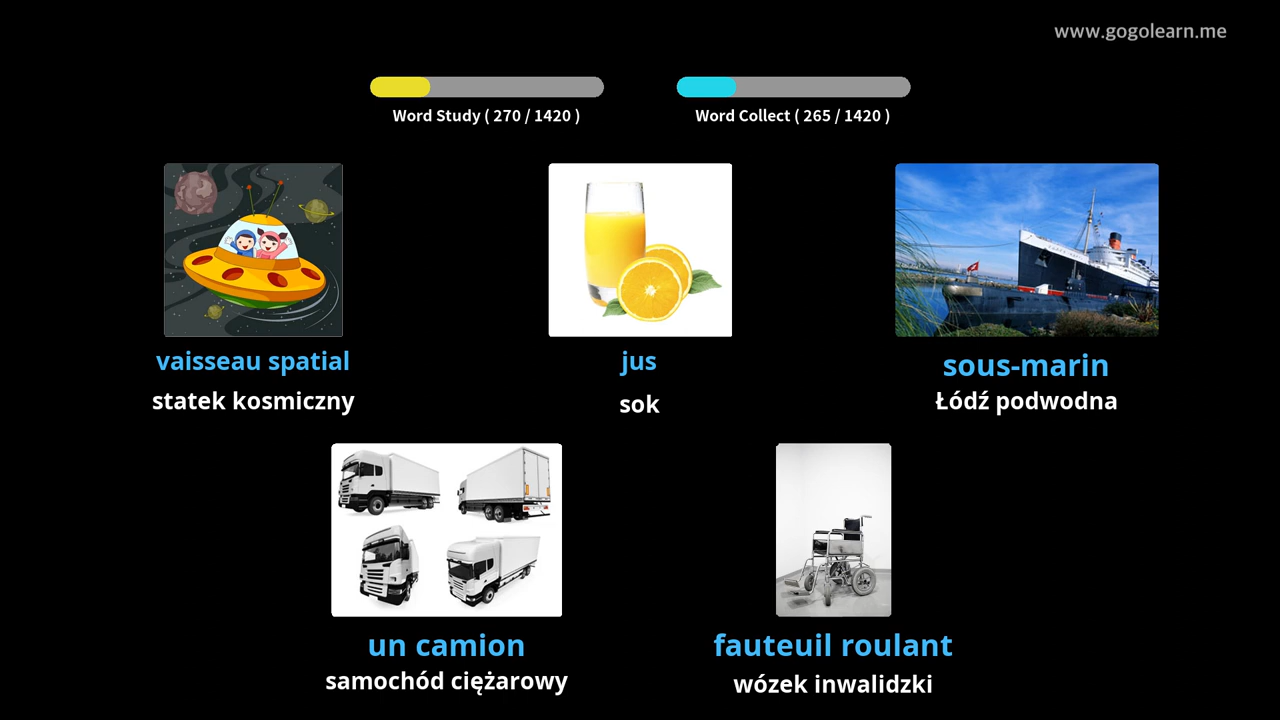 www.gogolearn.me
Word Study ( 270 / 1420 )
Word Collect ( 265 / 1420 )
vaisseau spatial
statek kosmiczny
jus
sok
sous-marin
Łódź podwodna
un camion
samochód ciężarowy
fauteuil roulant
wózek inwalidzki